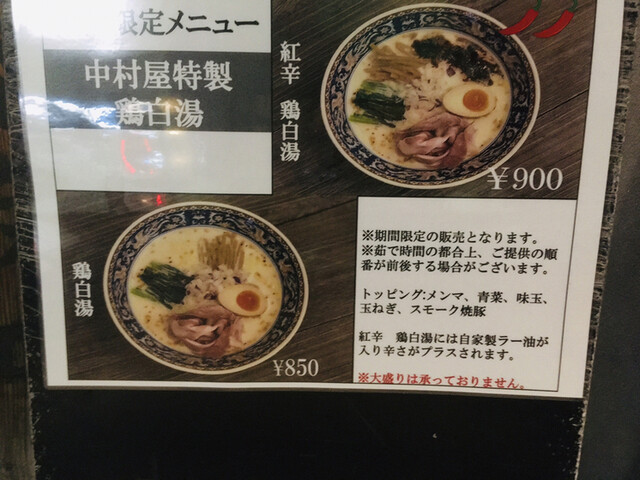 限定メニュー
中村屋特製
鶏白湯
紅辛 鶏白湯
￥900
鶏白湯
¥850
※期間限定の販売となります。
※茹で時間の都合上、ご提供の順
番が前後する場合がございます。
トッピング:メンマ、青菜、味玉、
玉ねぎ、スモーク焼豚
紅辛 鶏白湯には自家製ラー油が
入り辛さがプラスされます。
※大盛りは承っておりません。